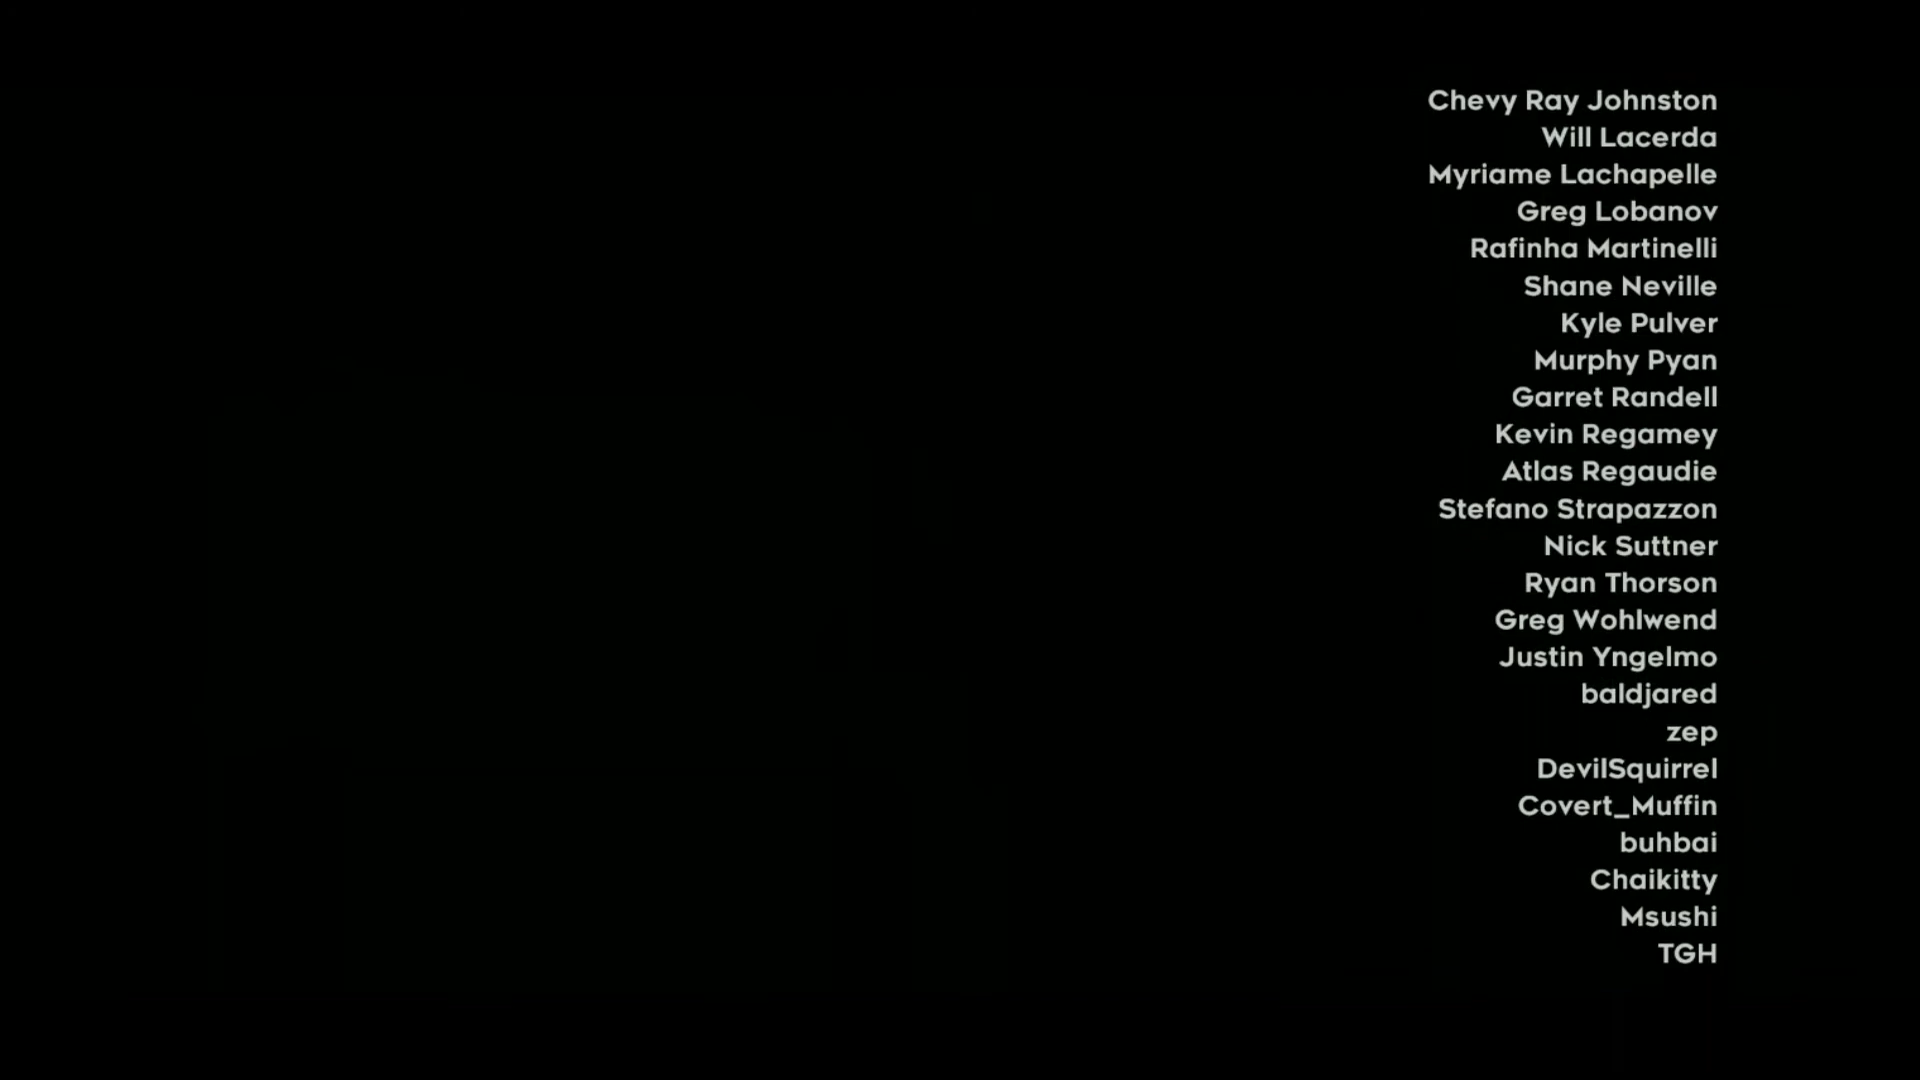 Chevy Ray Johnston
Will Lacerda
Myriame Lachapelle
Greg Lobanov
Rafinha Martinelli
Shane Neville
Kyle Pulver
Murphy Pyan
Garret Randell
Kevin Regamey
Atlas Regaudie
Stefano Strapazzon
Nick Suttner
Ryan Thorson
Greg Wohlwend
Justin Yngelmo
baldjared
zep
DevilSquirrel
Covert_Muffin
buhbai
Chaikitty
Msushi
TGH